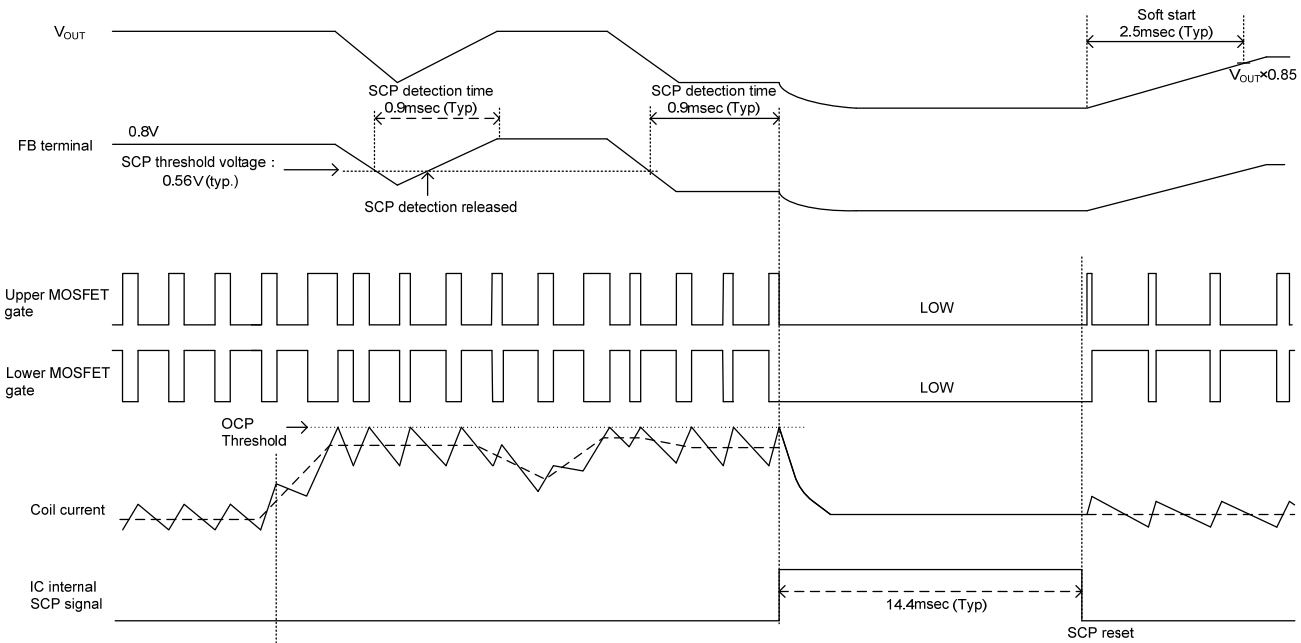 Soft start
2.5msec (Typ)
VOUT
VOUT×0.85
SCP detection time
0.9msec (Typ)
SCP detection time
0.9msec (Typ)
0.8V
FB terminal
SCP threshold voltage :
0.56V (typ.)
SCP detection released
Upper MOSFET
gate
LOW
Lower MOSFET
gate
LOW
OCP
Threshold
Coil current
IC internal
SCP signal
14.4msec (Typ)
SCP reset